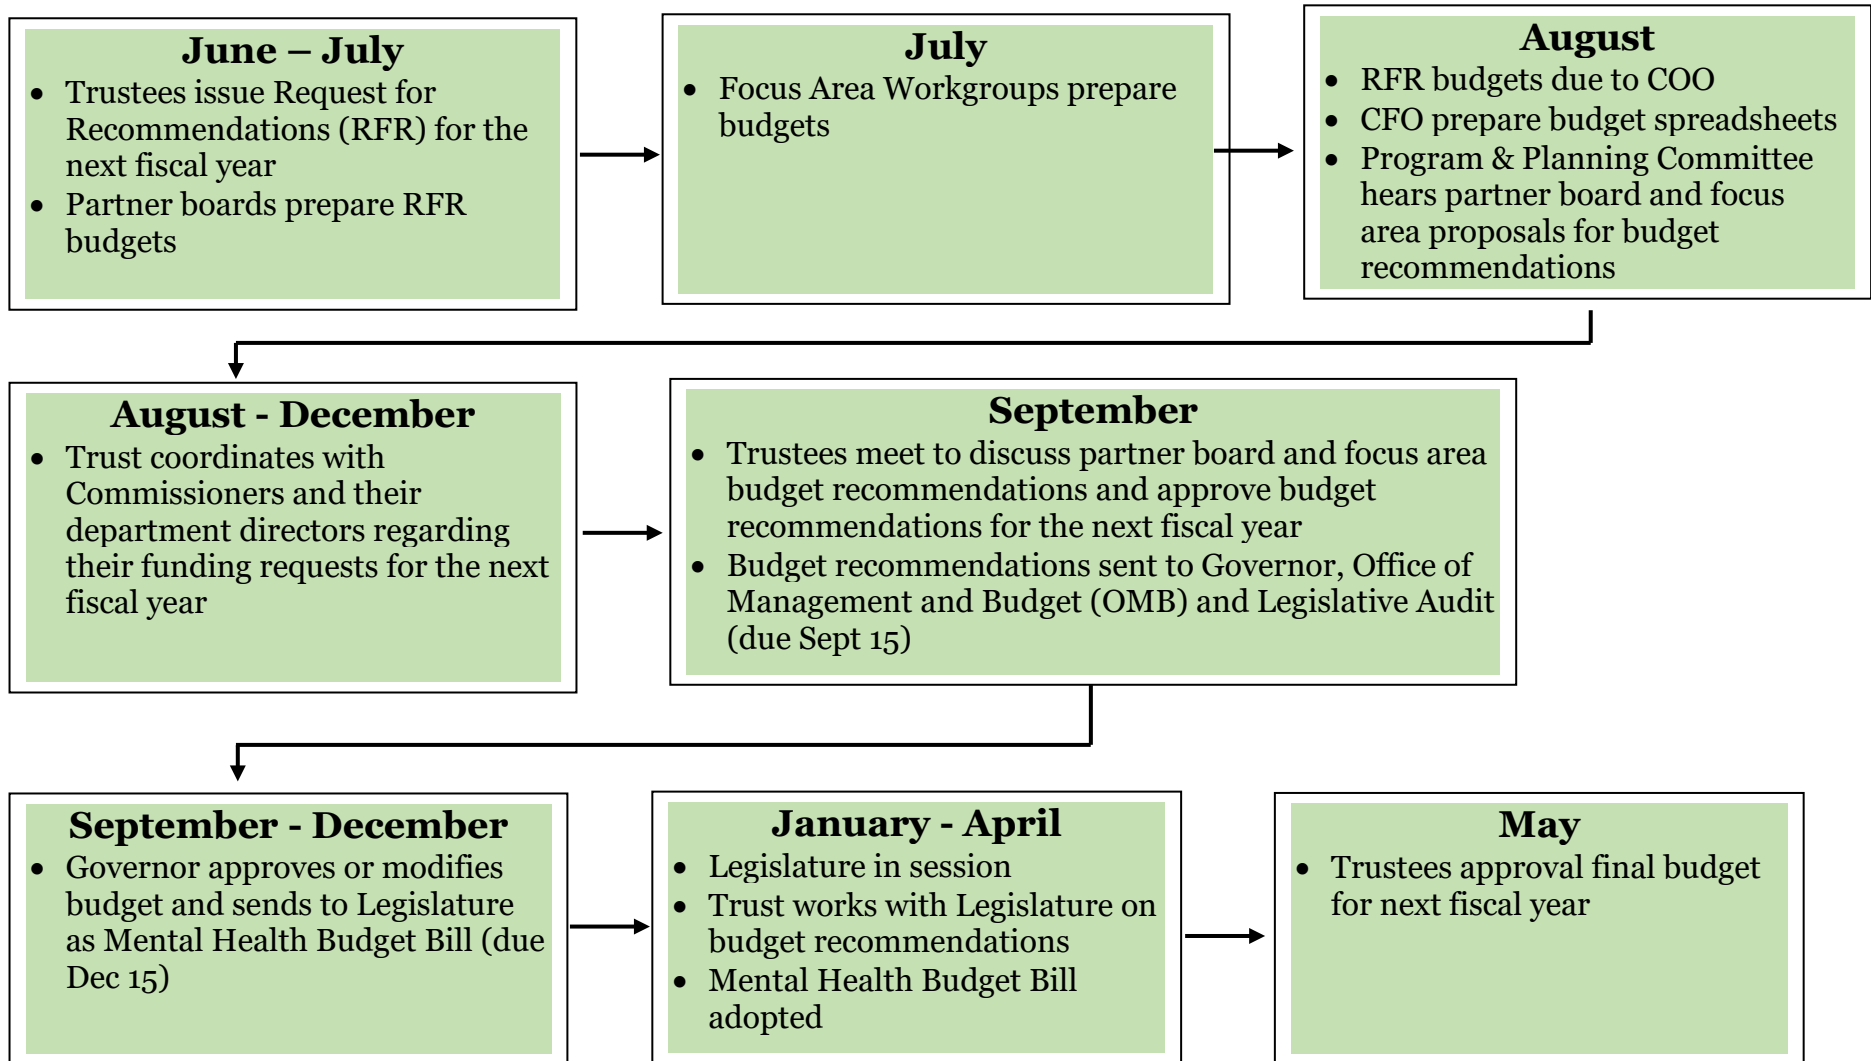 June – July
• Trustees issue Request for
Recommendations (RFR) for the
next fiscal year
• Partner boards prepare RFR
budgets
July
• Focus Area Workgroups prepare
budgets
August
• RFR budgets due to COO
• CFO prepare budget spreadsheets
• Program & Planning Committee
hears partner board and focus
area proposals for budget
recommendations
August - December
• Trust coordinates with
Commissioners and their
department directors regarding
their funding requests for the next
fiscal year
September
• Trustees meet to discuss partner board and focus area
budget recommendations and approve budget
recommendations for the next fiscal year
• Budget recommendations sent to Governor, Office of
Management and Budget (OMB) and Legislative Audit
(due Sept 15)
September - December
• Governor approves or modifies
budget and sends to Legislature
as Mental Health Budget Bill (due
Dec 15)
January - April
• Legislature in session
• Trust works with Legislature on
budget recommendations
• Mental Health Budget Bill
adopted
May
• Trustees approval final budget
for next fiscal year